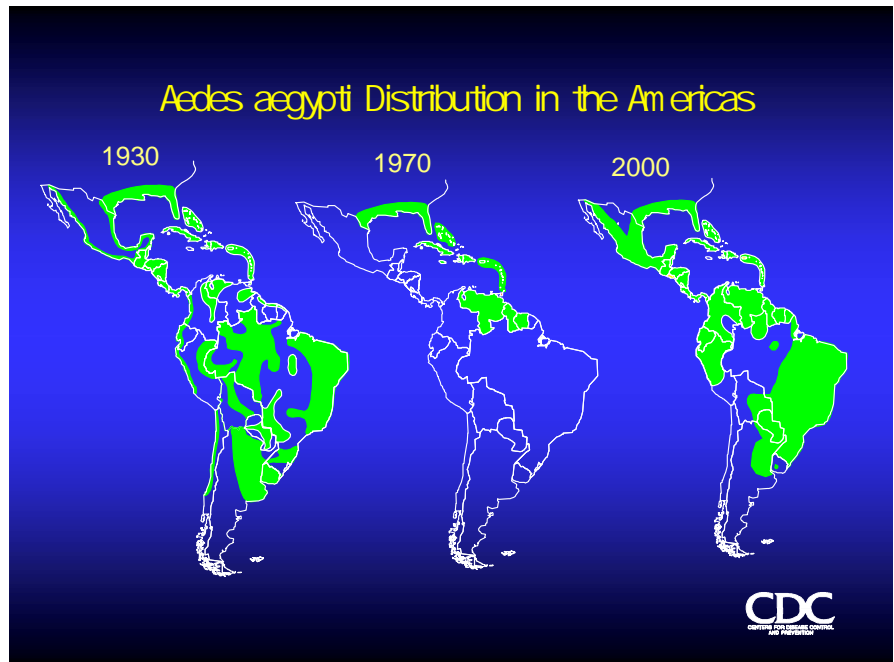 Aedes aegypti Distribution in the Americas
1930
1970
2000
CDC
CENTERS FOR DISEASE CONTROL
AND PREVENTION